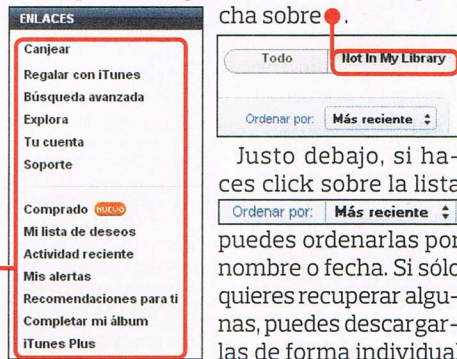 ENLACES
Canjear
Regalar con iTunes
Búsqueda avanzada
Explora
Tu cuenta
Soporte
Comprado NUEVO
Mi lista de deseos
Actividad reciente
Mis alertas
Recomendaciones para ti
Completar mi álbum
iTunes Plus
cha sobre .
Todo Not In My Library
Ordenar por: Más reciente
Justo debajo, si ha-
ces click sobre la lista
Ordenar por: Más reciente
puedes ordenarlas por
nombre o fecha. Si sólo
quieres recuperar algu-
nas, puedes descargar-
las de forma individual